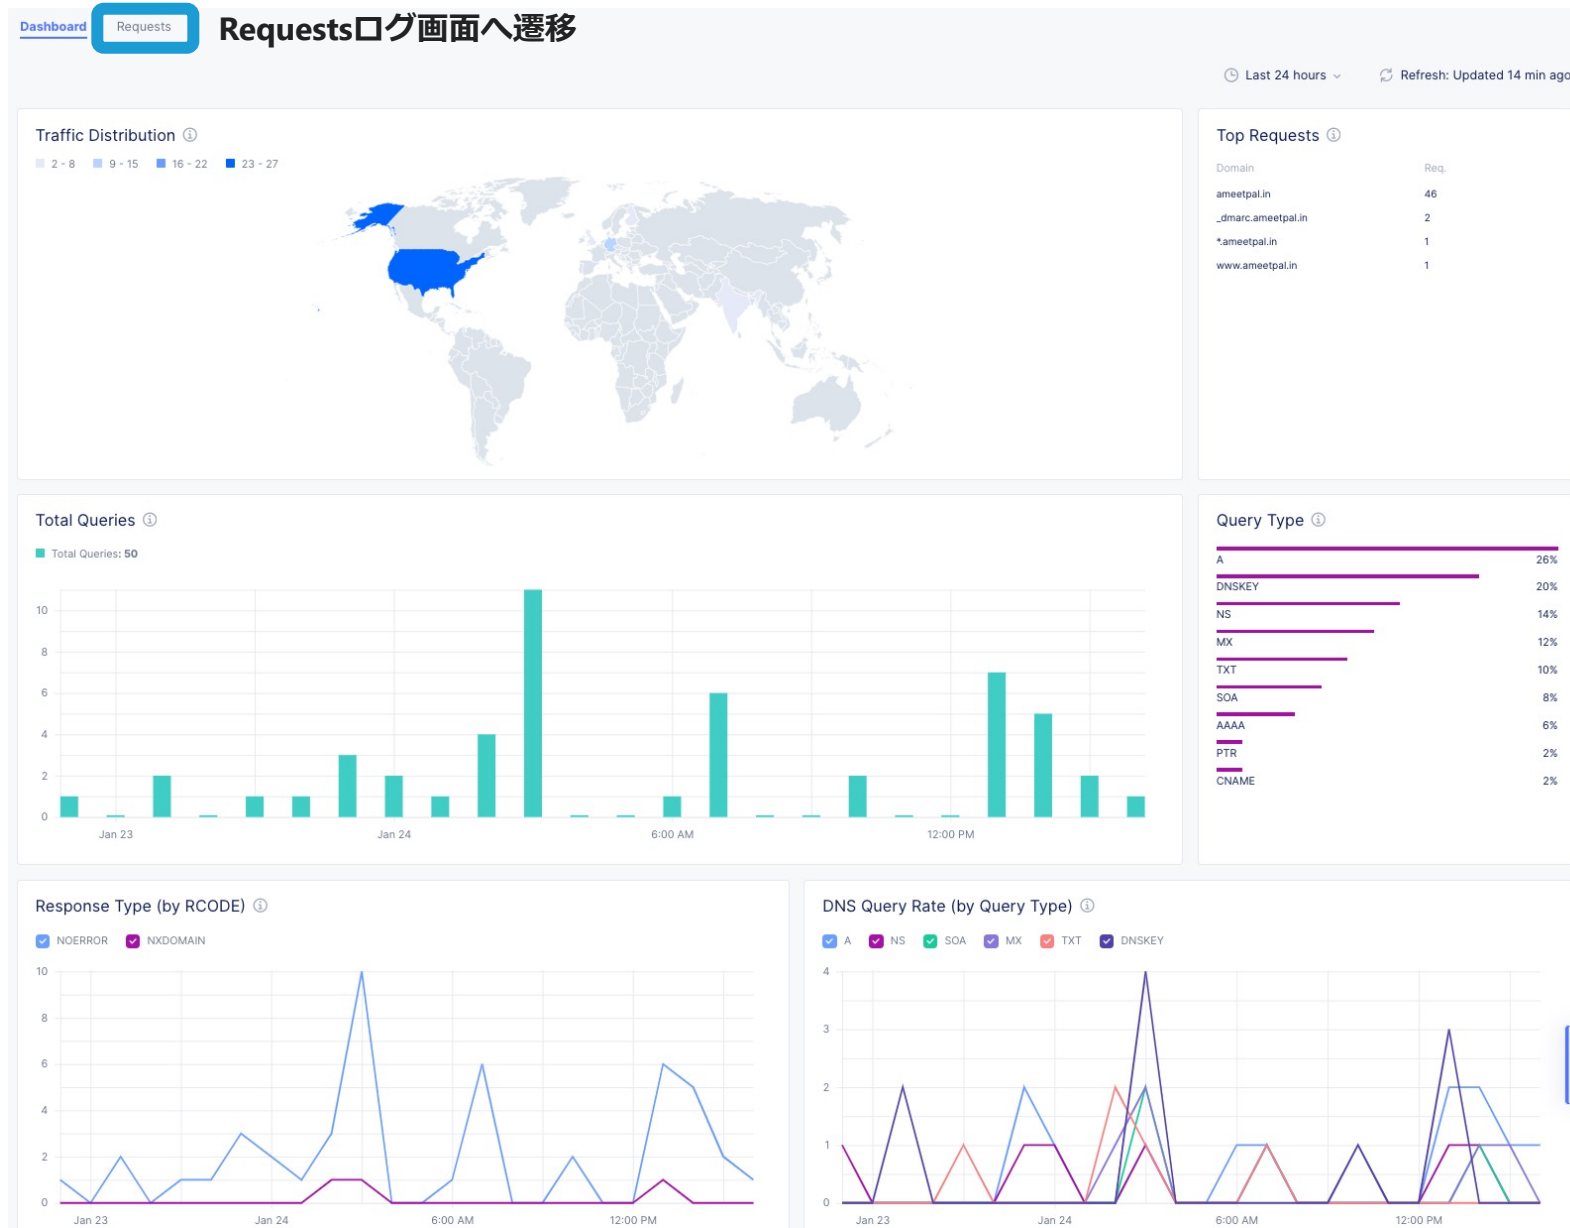 Dashboard Requests Requestsログ画面へ遷移
Last 24 hours Refresh: Updated 14 min ago
Traffic Distribution
2 - 8 9 - 15 16 - 22 23 - 27
Top Requests
Domain Req.
ameetpal.in 46
_dmarc.ameetpal.in 2
*.ameetpal.in 1
www.ameetpal.in 1
Total Queries
Total Queries: 50
10
8
6
4
2
0
Jan 23 Jan 24 6:00 AM 12:00 PM
Query Type
A 26%
DNSKEY 20%
NS 14%
MX 12%
TXT 10%
SOA 8%
AAAA 6%
PTR 2%
CNAME 2%
Response Type (by RCODE)
NOERROR NXDOMAIN
10
8
6
4
2
0
Jan 23 Jan 24 6:00 AM 12:00 PM
DNS Query Rate (by Query Type)
A NS SOA MX TXT DNSKEY
4
3
2
1
0
Jan 23 Jan 24 6:00 AM 12:00 PM